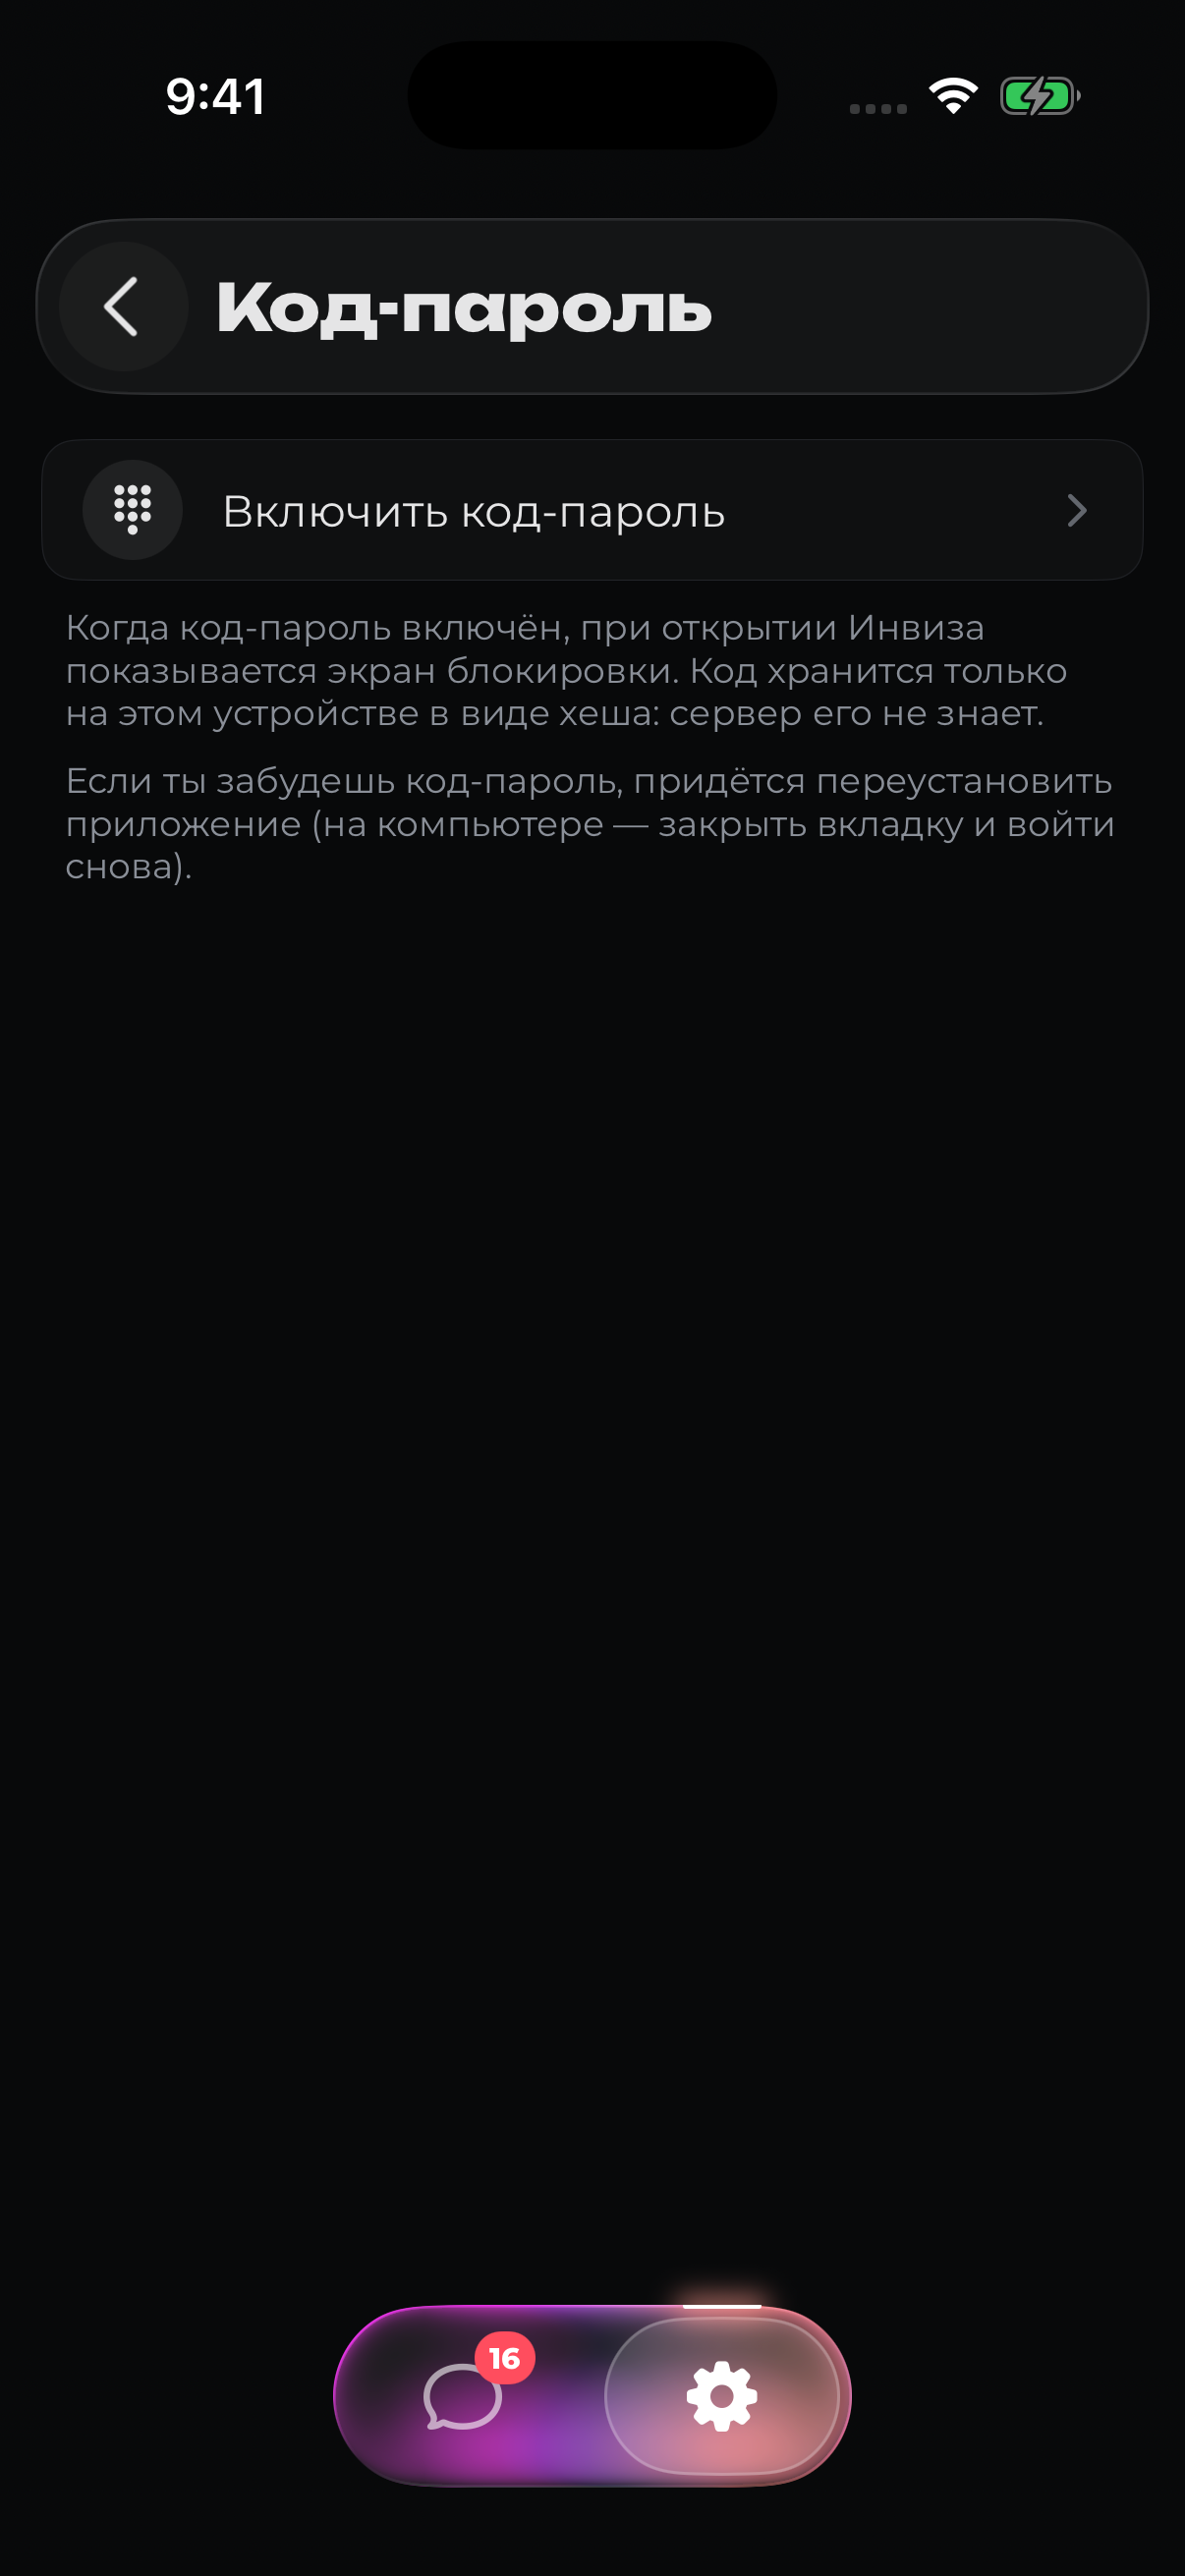 9:41
Код-пароль
Включить код-пароль
Когда код-пароль включён, при открытии Инвиза
показывается экран блокировки. Код хранится только
на этом устройстве в виде хеша: сервер его не знает.
Если ты забудешь код-пароль, придётся переустановить
приложение (на компьютере — закрыть вкладку и войти
снова).
16